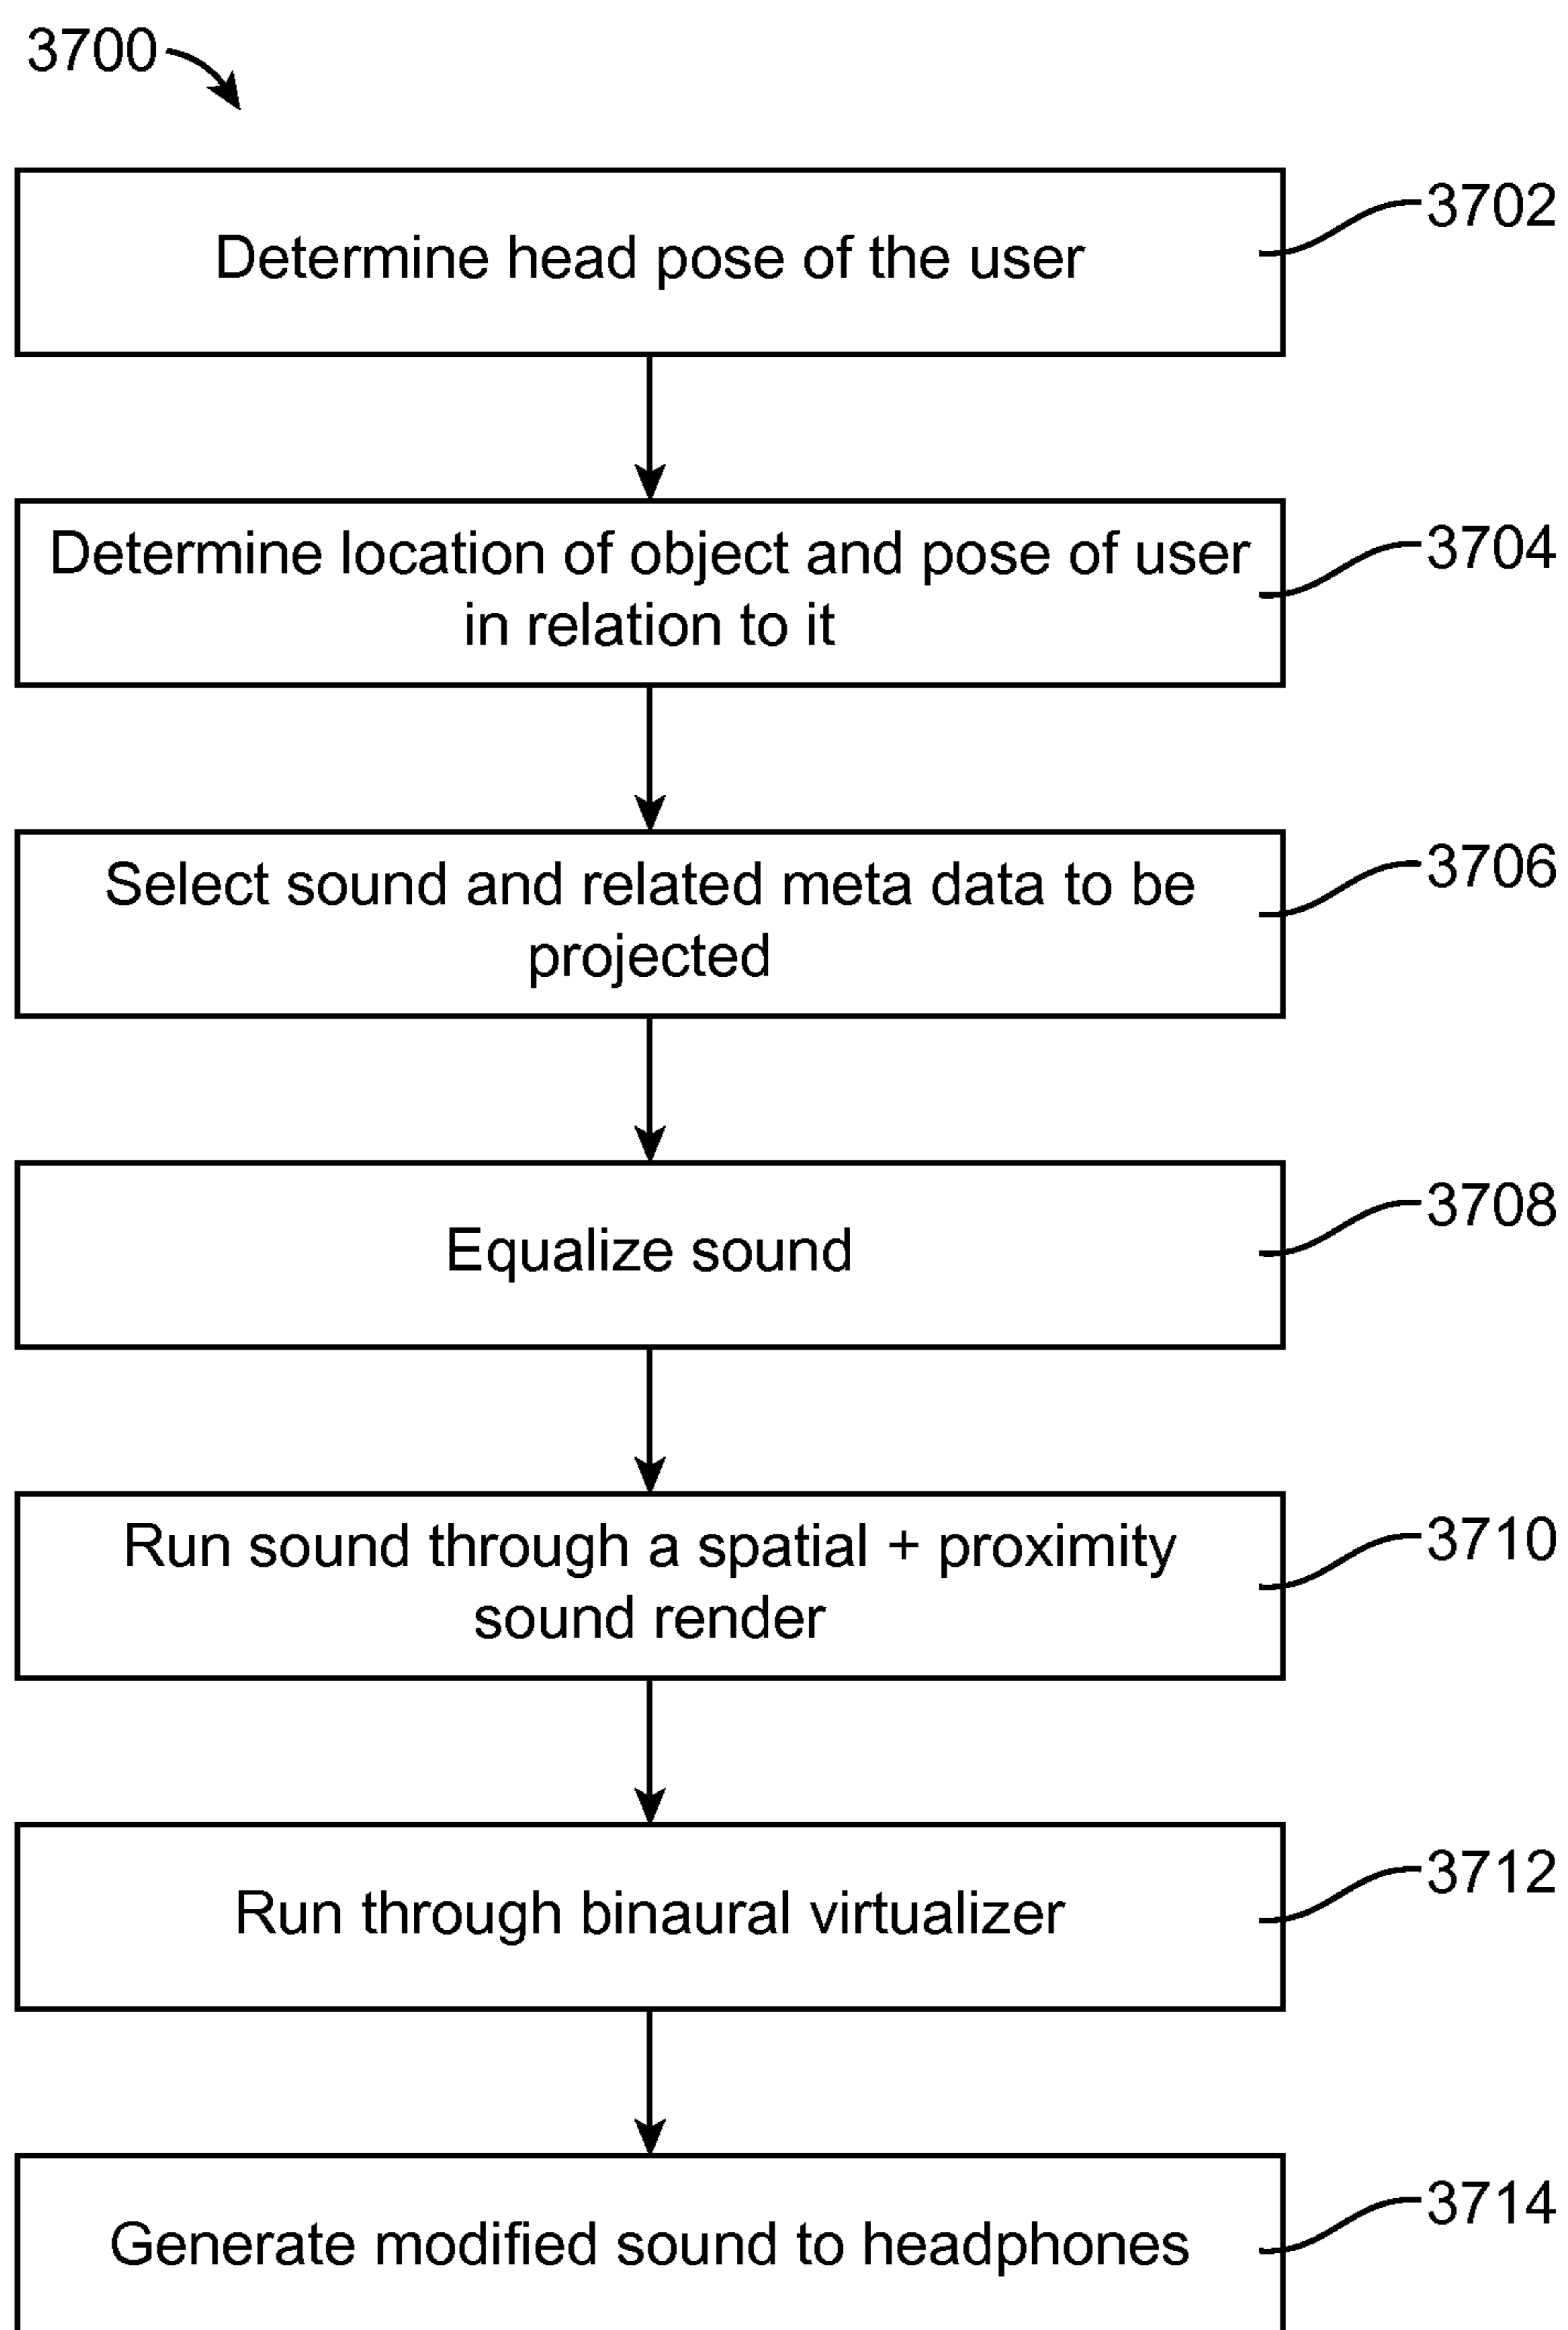 3700
Determine head pose of the user
3702
Determine location of object and pose of user
in relation to it
3704
Select sound and related meta data to be
projected
3706
Equalize sound
3708
Run sound through a spatial + proximity
sound render
3710
Run through binaural virtualizer
3712
Generate modified sound to headphones
3714